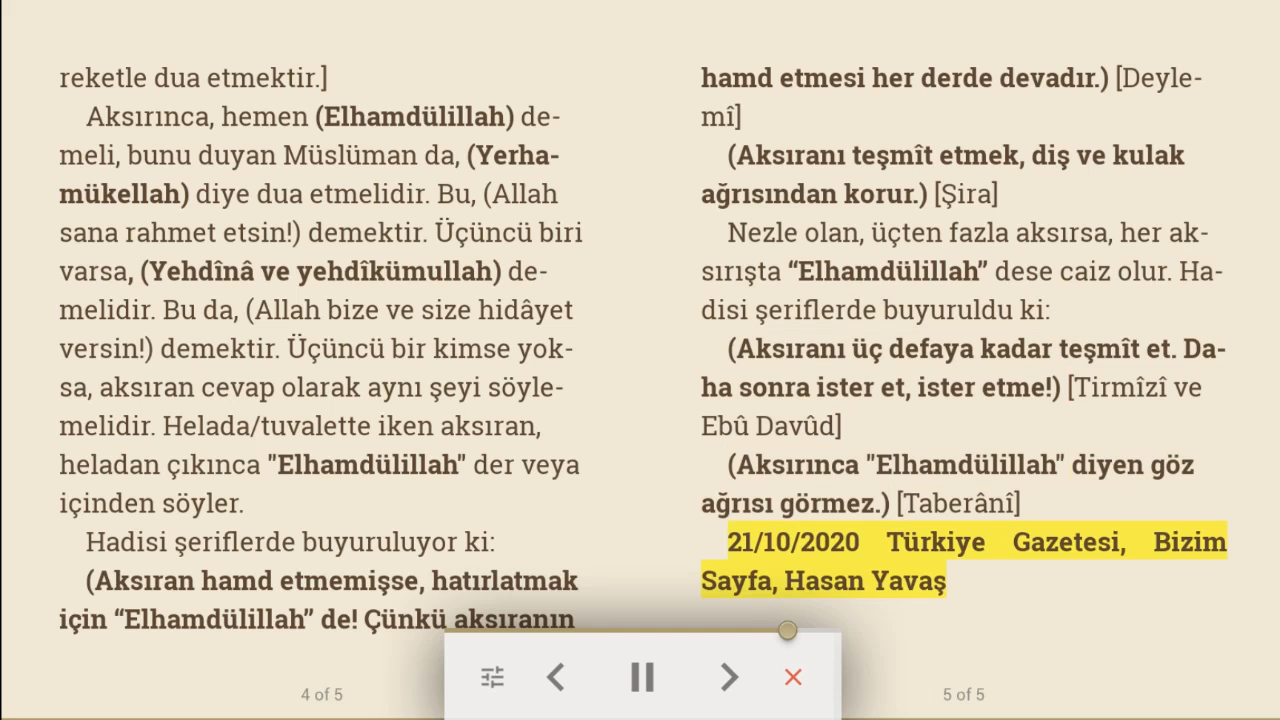 reketle dua etmektir.]
Aksırınca, hemen (Elhamdülillah) de-
meli, bunu duyan Müslüman da, (Yerha-
mükellah) diye dua etmelidir. Bu, (Allah
sana rahmet etsin!) demektir. Üçüncü biri
varsa, (Yehdînâ ve yehdîkümullah) de-
melidir. Bu da, (Allah bize ve size hidâyet
versin!) demektir. Üçüncü bir kimse yok-
sa, aksıran cevap olarak aynı şeyi söyle-
melidir. Helada/tuvalette iken aksıran,
heladan çıkınca "Elhamdülillah" der veya
içinden söyler.
Hadisi şeriflerde buyuruluyor ki:
(Aksıran hamd etmemişse, hatırlatmak
için “Elhamdülillah” de! Çünkü aksıranın
4 of 5
hamd etmesi her derde devadır.) [Deyle-
mî]
(Aksıranı teşmît etmek, diş ve kulak
ağrısından korur.) [Şira]
Nezle olan, üçten fazla aksırsa, her ak-
sırışta “Elhamdülillah” dese caiz olur. Ha-
disi şeriflerde buyuruldu ki:
(Aksıranı üç defaya kadar teşmît et. Da-
ha sonra ister et, ister etme!) [Tirmîzî ve
Ebû Davûd]
(Aksırınca "Elhamdülillah" diyen göz
ağrısı görmez.) [Taberânî]
21/10/2020 Türkiye Gazetesi, Bizim
Sayfa, Hasan Yavaş
5 of 5